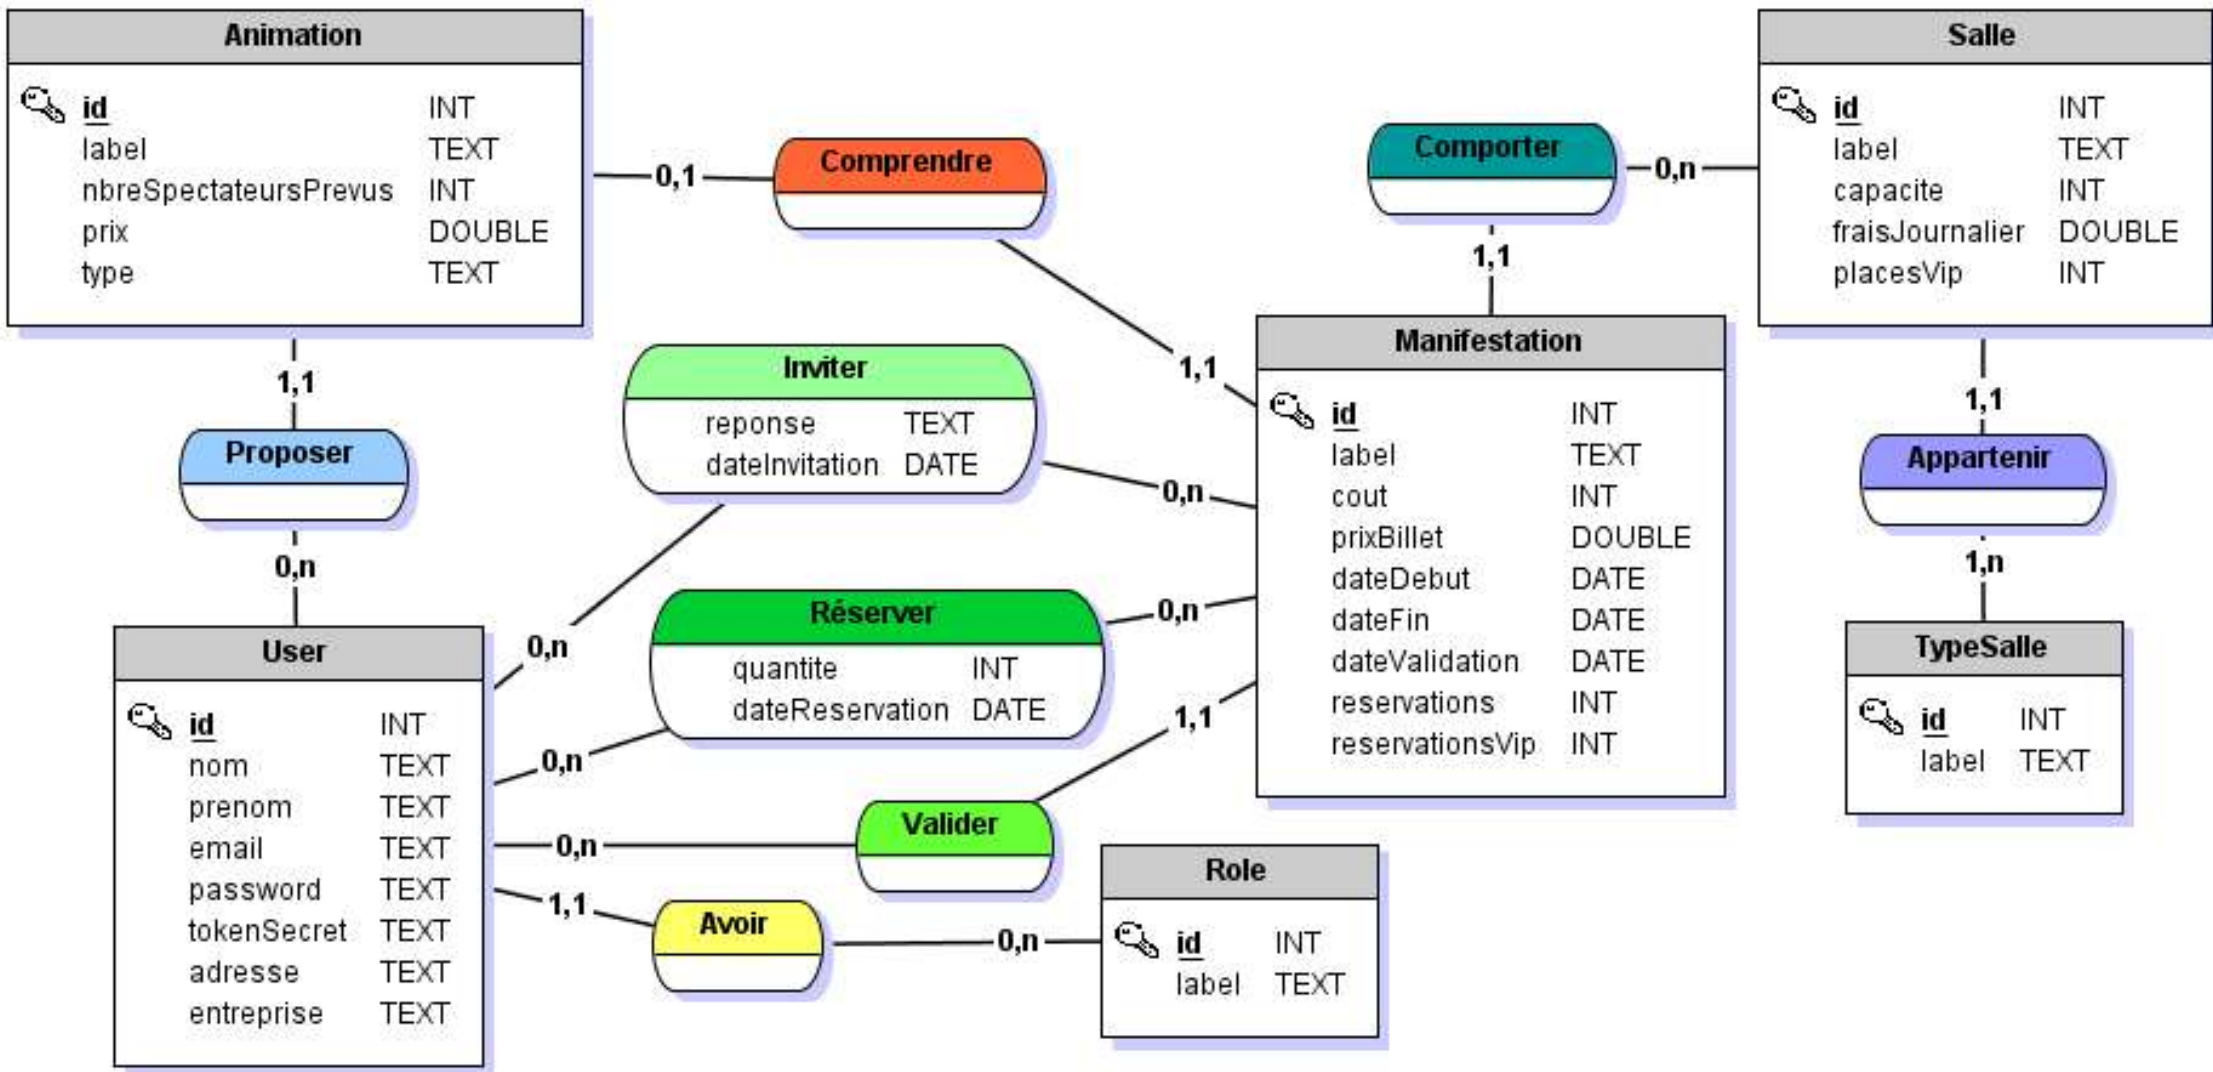 Animation
id INT
label TEXT
nbreSpectateursPrevus INT
prix DOUBLE
type TEXT
0,1
Comprendre
1,1
Comporter
0,n
1,1
Salle
id INT
label TEXT
capacite INT
fraisJournalier DOUBLE
placesVip INT
1,1
Proposer
0,n
Inviter
reponse TEXT
dateInvitation DATE
0,n
0,n
Réserver
quantite INT
dateReservation DATE
0,n
0,n
Manifestation
id INT
label TEXT
cout INT
prixBillet DOUBLE
dateDebut DATE
dateFin DATE
dateValidation DATE
reservations INT
reservationsVip INT
1,1
Appartenir
1,n
TypeSalle
id INT
label TEXT
User
id INT
nom TEXT
prenom TEXT
email TEXT
password TEXT
tokenSecret TEXT
adresse TEXT
entreprise TEXT
0,n
Valider
1,1
1,1
Avoir
0,n
Role
id INT
label TEXT